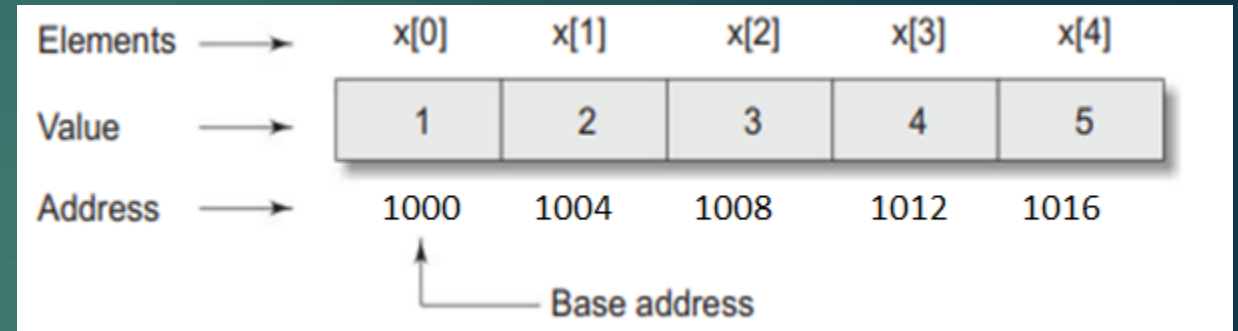 Elements x[0] x[1] x[2] x[3] x[4]
Value 1 2 3 4 5
Address 1000 1004 1008 1012 1016
Base address